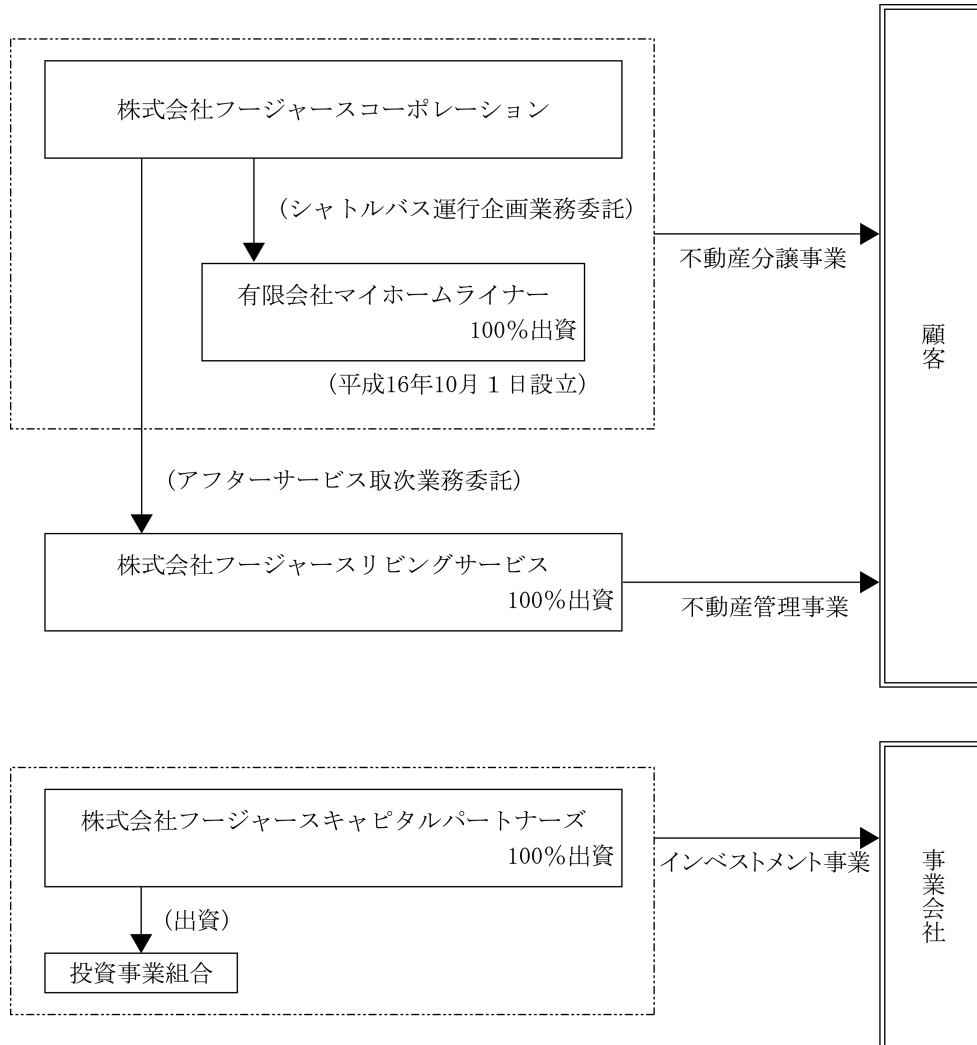 株式会社フージャースコーポレーション
(シャトルバス運行企画業務委託)
不動産分譲事業
有限会社マイホームライナー
100%出資
(平成16年10月1日設立)
顧客
(アフターサービス取次業務委託)
株式会社フージャースリビングサービス
100%出資
不動産管理事業
株式会社フージャースキャピタルパートナーズ
100%出資
インベストメント事業
事業会社
(出資)
投資事業組合